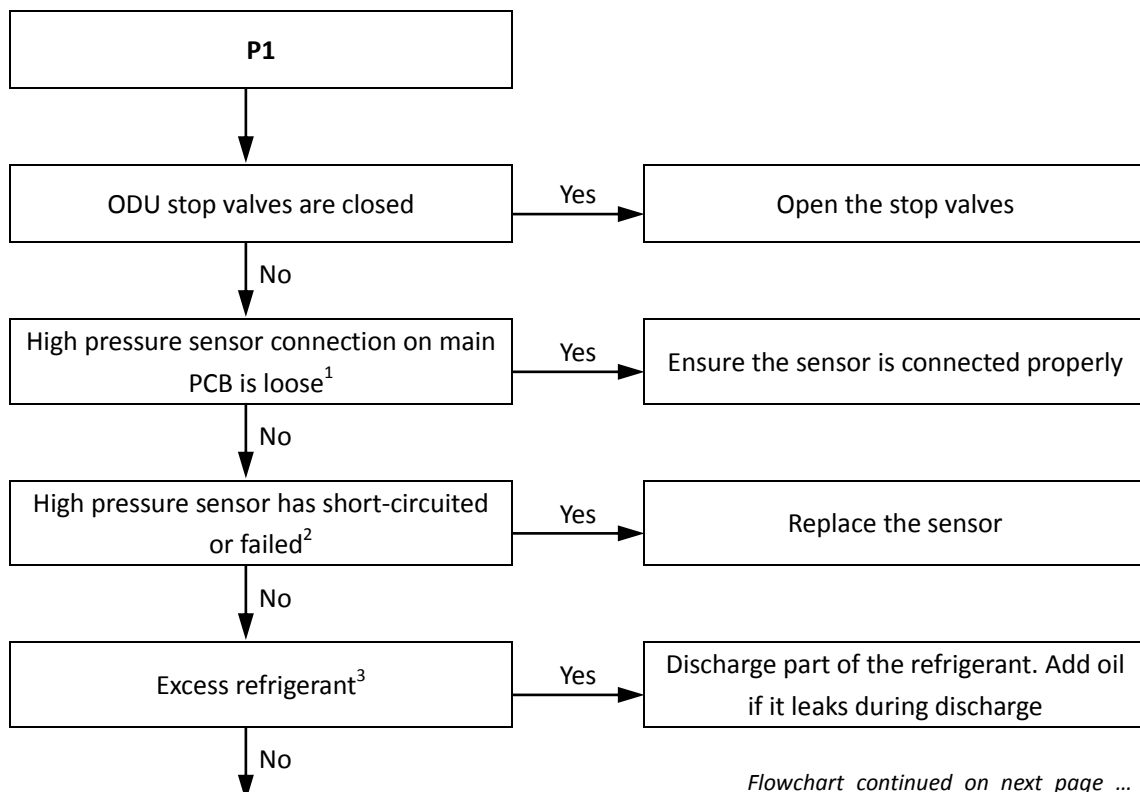 P1
ODU stop valves are closed
Yes
Open the stop valves
No
High pressure sensor connection on main
PCB is loose¹
Yes
Ensure the sensor is connected properly
No
High pressure sensor has short-circuited
or failed²
Yes
Replace the sensor
No
Excess refrigerant³
Yes
Discharge part of the refrigerant. Add oil
if it leaks during discharge
No
Flowchart continued on next page ...